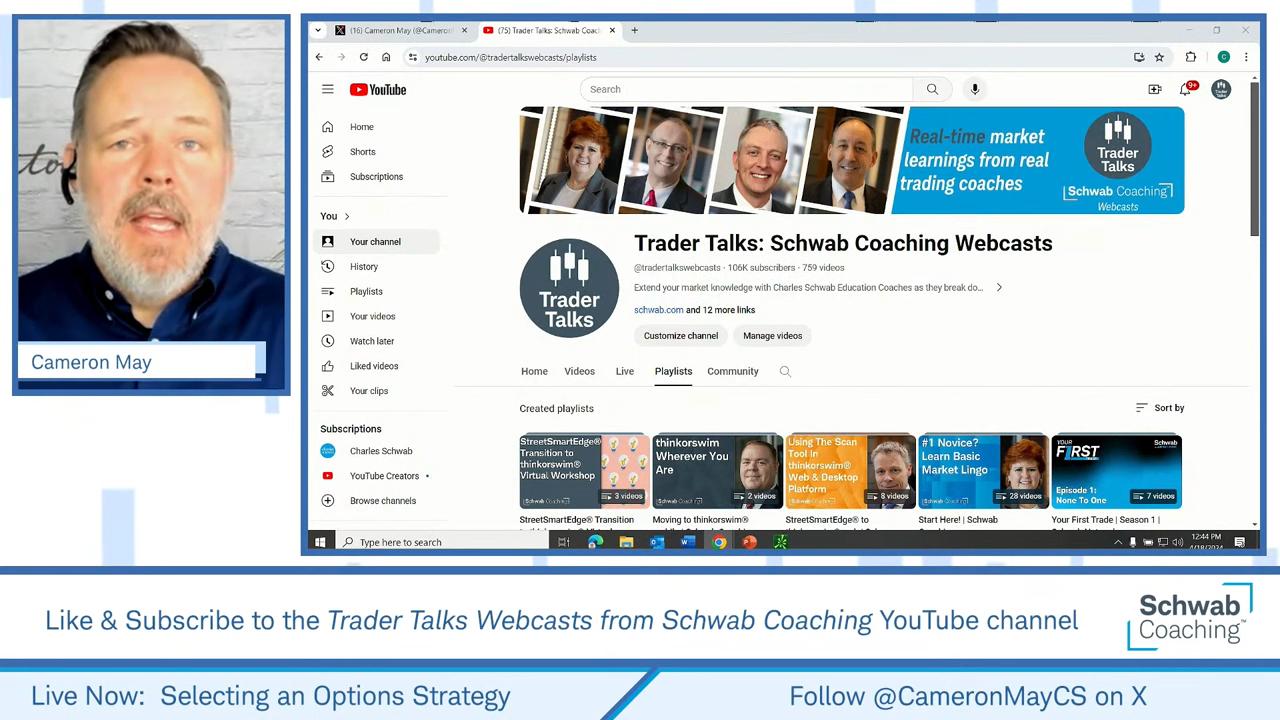 Cameron May
(16) Cameron May (@Cameron
(75) Trader Talks: Schwab Coac
youtube.com/@tradertalkswebcasts/playlists
YouTube
Search
9+
Trader
Talks
Home
Shorts
Subscriptions
You
Your channel
History
Playlists
Your videos
Watch later
Liked videos
Your clips
Subscriptions
Charles Schwab
YouTube Creators
Browse channels
Real-time market
learnings from real
trading coaches
Trader
Talks
Schwab Coaching
Webcasts
Trader
Talks
Trader Talks: Schwab Coaching Webcasts
@tradertalkswebcasts · 106K subscribers · 759 videos
Extend your market knowledge with Charles Schwab Education Coaches as they break do...
schwab.com and 12 more links
Customize channel
Manage videos
Home Videos Live Playlists Community
Created playlists
Sort by
StreetSmartEdge®
Transition to
thinkorswim®
Virtual Workshop
3 videos
thinkorswim
Wherever You
Are
2 videos
Using The Scan
Tool In
thinkorswim®
Web & Desktop
Platform
8 videos
#1 Novice?
Learn Basic
Market Lingo
28 videos
YOUR
FIRST
Schwab
Episode 1:
None To One
7 videos
StreetSmartEdge® Transition
Moving to thinkorswim®
StreetSmartEdge® to
Start Here! | Schwab
Your First Trade | Season 1 |
Type here to search
12:44 PM
4/18/2024
Like & Subscribe to the Trader Talks Webcasts from Schwab Coaching YouTube channel
Schwab
Coaching™
Live Now: Selecting an Options Strategy
Follow @CameronMayCS on X